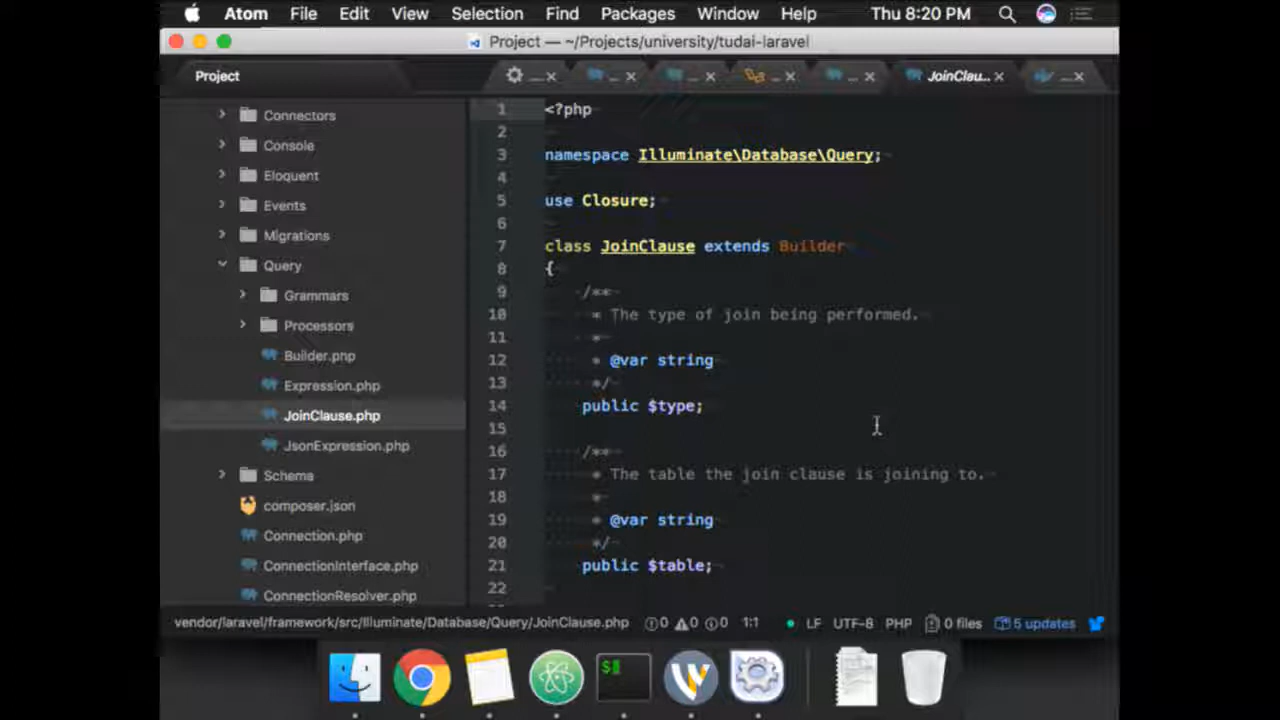 Atom File Edit View Selection Find Packages Window Help Thu 8:20 PM
Project — ~/Projects/university/tudai-laravel
Project
... ... ... ... ... JoinClau... ...
Connectors
Console
Eloquent
Events
Migrations
Query
Grammars
Processors
Builder.php
Expression.php
JoinClause.php
JsonExpression.php
Schema
composer.json
Connection.php
ConnectionInterface.php
ConnectionResolver.php
1 <?php
2
3 namespace Illuminate\Database\Query;
4
5 use Closure;
6
7 class JoinClause extends Builder
8 {
9 /**
10 * The type of join being performed.
11 *
12 * @var string
13 */
14 public $type;
15
16 /**
17 * The table the join clause is joining to.
18 *
19 * @var string
20 */
21 public $table;
22
vendor/laravel/framework/src/Illuminate/Database/Query/JoinClause.php 0 0 0 1:1 LF UTF-8 PHP 0 files 5 updates
$